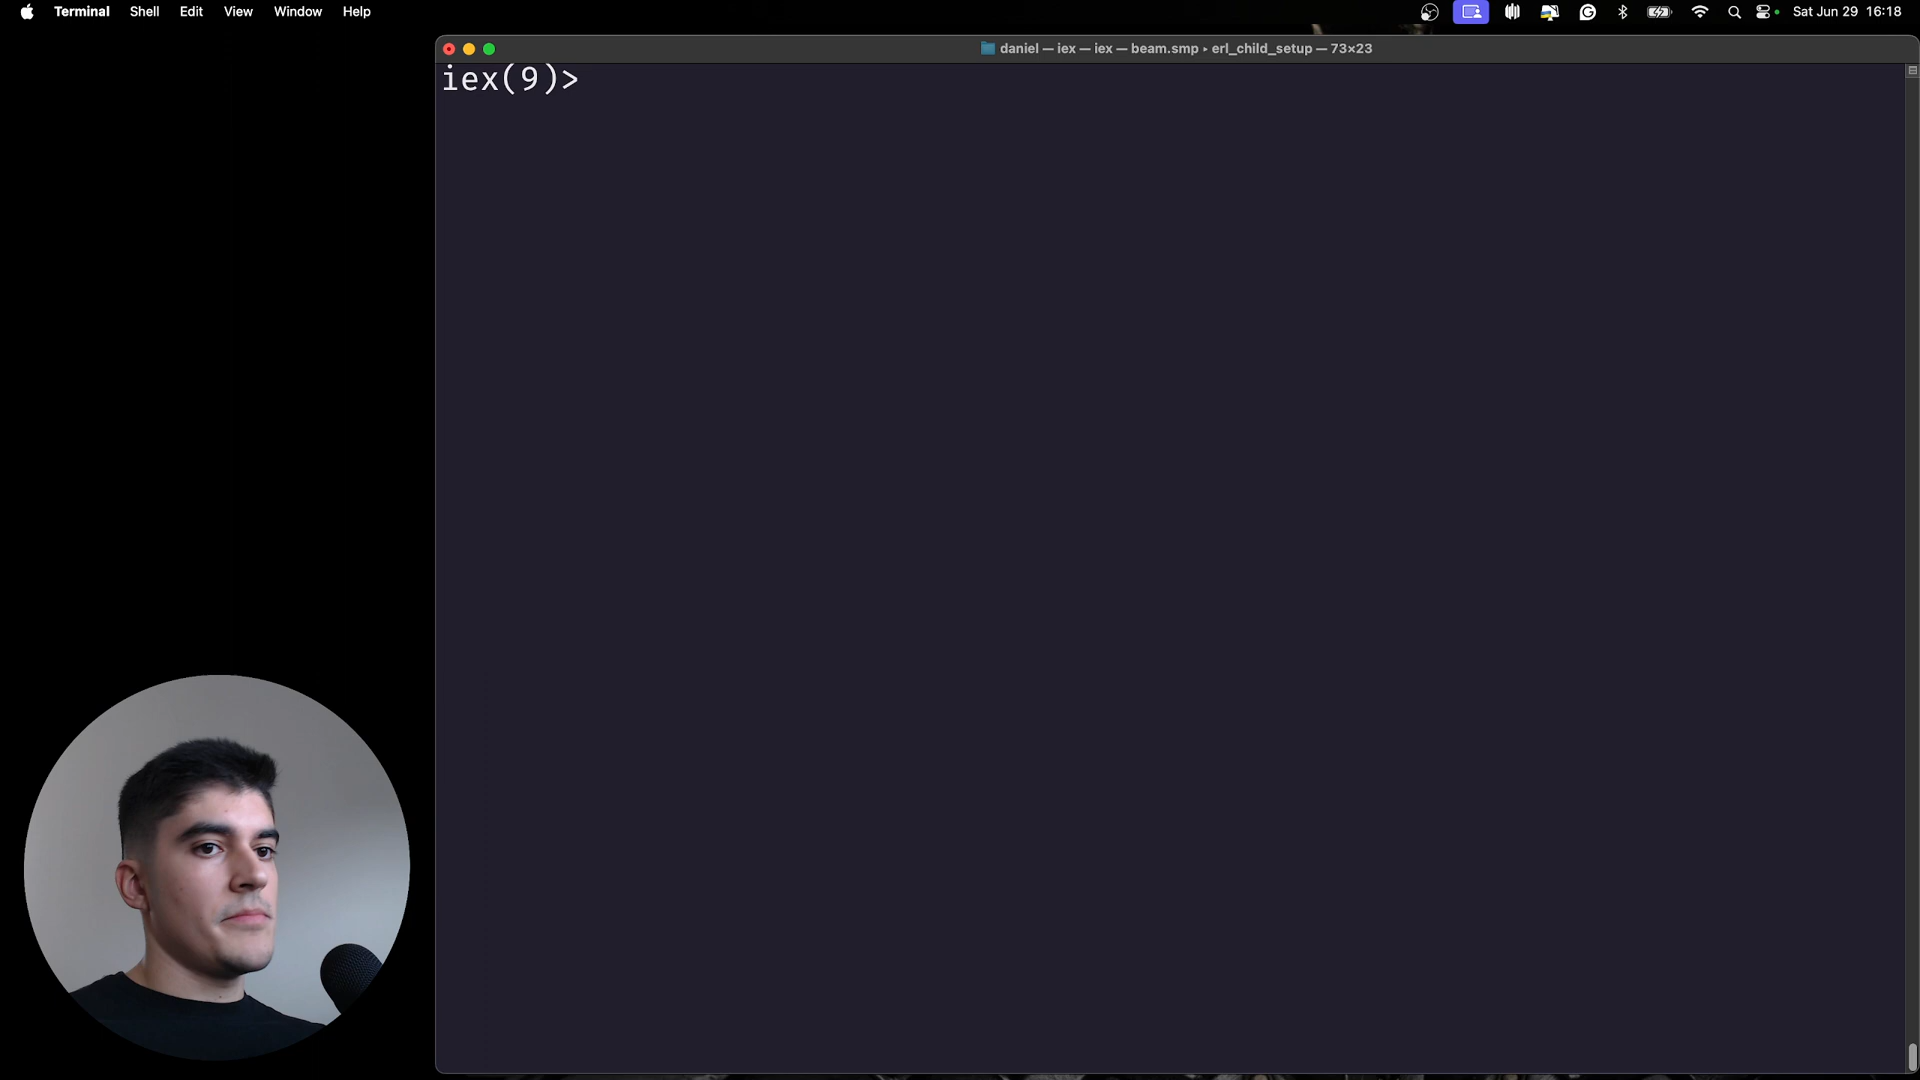 Terminal Shell Edit View Window Help Sat Jun 29 16:18
daniel — iex — iex — beam.smp ▸ erl_child_setup — 73×23
iex(9)>